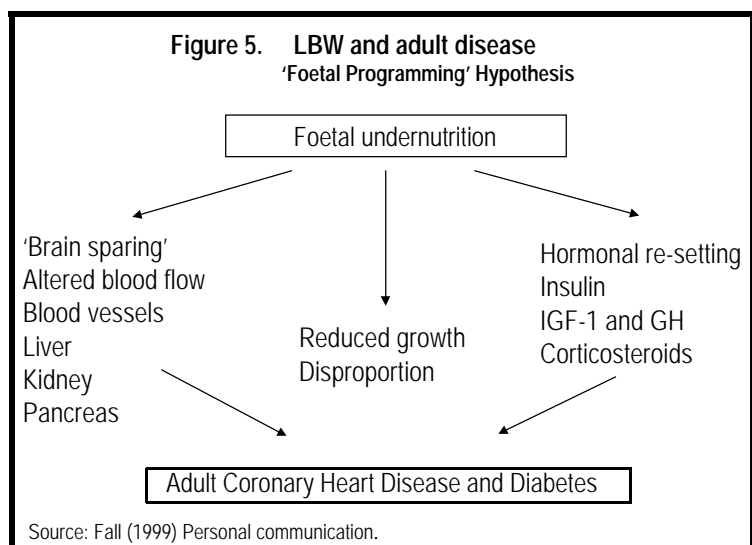 Figure 5. LBW and adult disease
‘Foetal Programming’ Hypothesis
Foetal undernutrition
‘Brain sparing’
Altered blood flow
Blood vessels
Liver
Kidney
Pancreas
Reduced growth
Disproportion
Hormonal re-setting
Insulin
IGF-1 and GH
Corticosteroids
Adult Coronary Heart Disease and Diabetes
Source: Fall (1999) Personal communication.